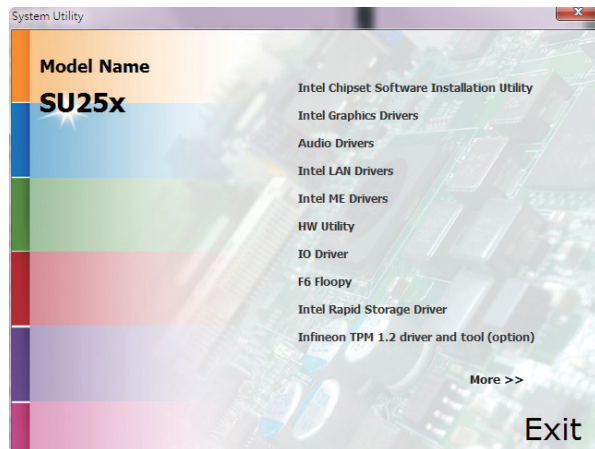 System Utility
Model Name
SU25x
Intel Chipset Software Installation Utility
Intel Graphics Drivers
Audio Drivers
Intel LAN Drivers
Intel ME Drivers
HW Utility
IO Driver
F6 Floopy
Intel Rapid Storage Driver
Infineon TPM 1.2 driver and tool (option)
More >>
Exit